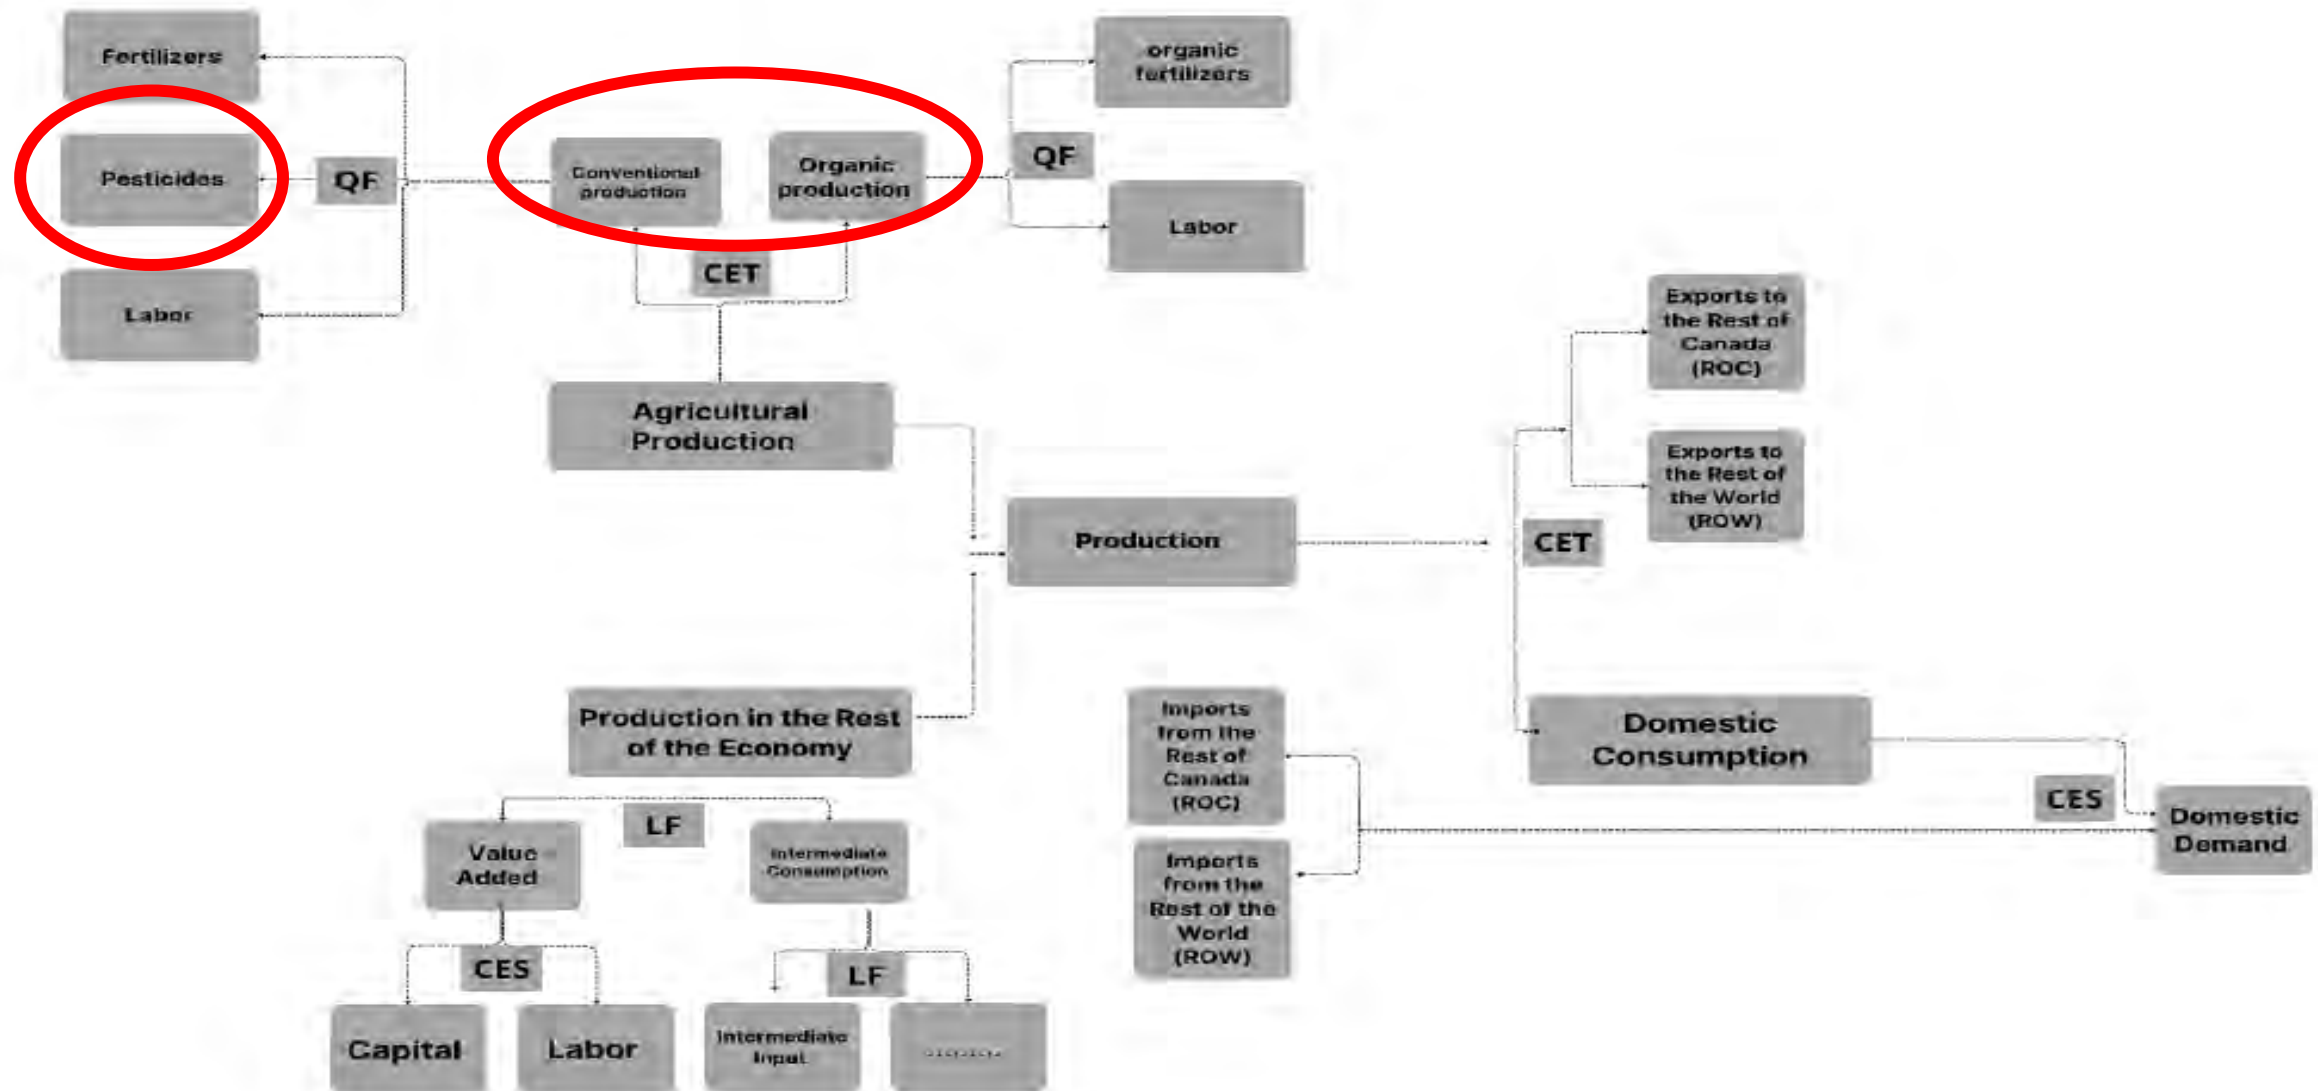 Fertilizers
Pesticides
Labor
QF
Conventional
production
Organic
production
CET
QF
organic
fertilizers
Labor
Agricultural
Production
Production
Exports to
the Rest of
Canada
(ROC)
Exports to
the Rest of
the World
(ROW)
CET
Production in the Rest
of the Economy
LF
Value
Added
Intermediate
Consumption
CES
LF
Capital
Labor
Intermediate
Input
Imports
from the
Rest of
Canada
(ROC)
Imports
from the
Rest of the
World
(ROW)
Domestic
Consumption
CES
Domestic
Demand